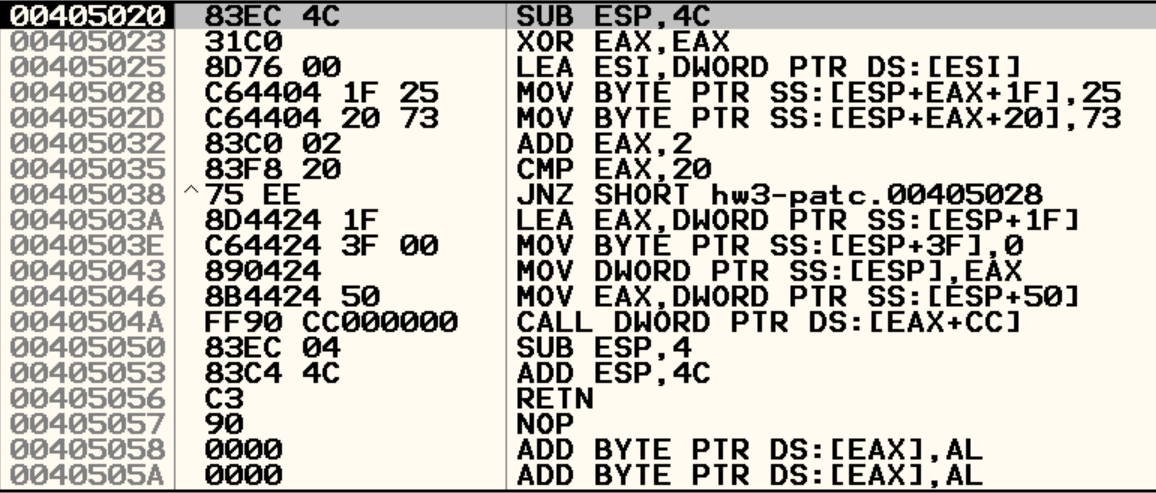 00405020 83EC 4C SUB ESP,4C
00405023 31C0 XOR EAX,EAX
00405025 8D76 00 LEA ESI,DWORD PTR DS:[ESI]
00405028 C64404 1F 25 MOV BYTE PTR SS:[ESP+EAX+1F],25
0040502D C64404 20 73 MOV BYTE PTR SS:[ESP+EAX+20],73
00405032 83C0 02 ADD EAX,2
00405035 83F8 20 CMP EAX,20
00405038 ^75 EE JNZ SHORT hw3-patc.00405028
0040503A 8D4424 1F LEA EAX,DWORD PTR SS:[ESP+1F]
0040503E C64424 3F 00 MOV BYTE PTR SS:[ESP+3F],0
00405043 890424 MOV DWORD PTR SS:[ESP],EAX
00405046 8B4424 50 MOV EAX,DWORD PTR SS:[ESP+50]
0040504A FF90 CC000000 CALL DWORD PTR DS:[EAX+CC]
00405050 83EC 04 SUB ESP,4
00405053 83C4 4C ADD ESP,4C
00405056 C3 RETN
00405057 90 NOP
00405058 0000 ADD BYTE PTR DS:[EAX],AL
0040505A 0000 ADD BYTE PTR DS:[EAX],AL